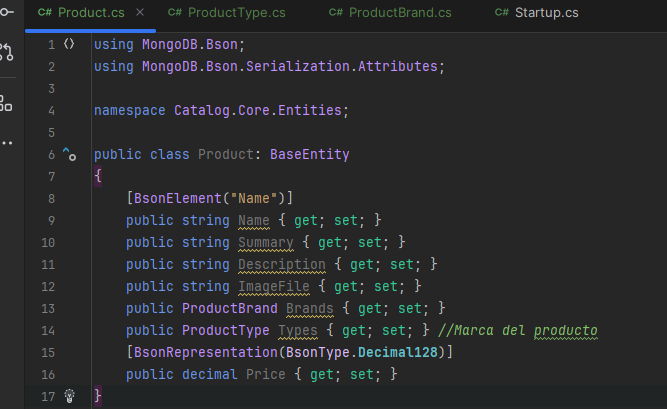 C# Product.cs ×
C# ProductType.cs
C# ProductBrand.cs
C# Startup.cs
1 using MongoDB.Bson;
2 using MongoDB.Bson.Serialization.Attributes;
3
4 namespace Catalog.Core.Entities;
5
6 public class Product: BaseEntity
7 {
8 [BsonElement("Name")]
9 public string Name { get; set; }
10 public string Summary { get; set; }
11 public string Description { get; set; }
12 public string ImageFile { get; set; }
13 public ProductBrand Brands { get; set; }
14 public ProductType Types { get; set; } //Marca del producto
15 [BsonRepresentation(BsonType.Decimal128)]
16 public decimal Price { get; set; }
17 }